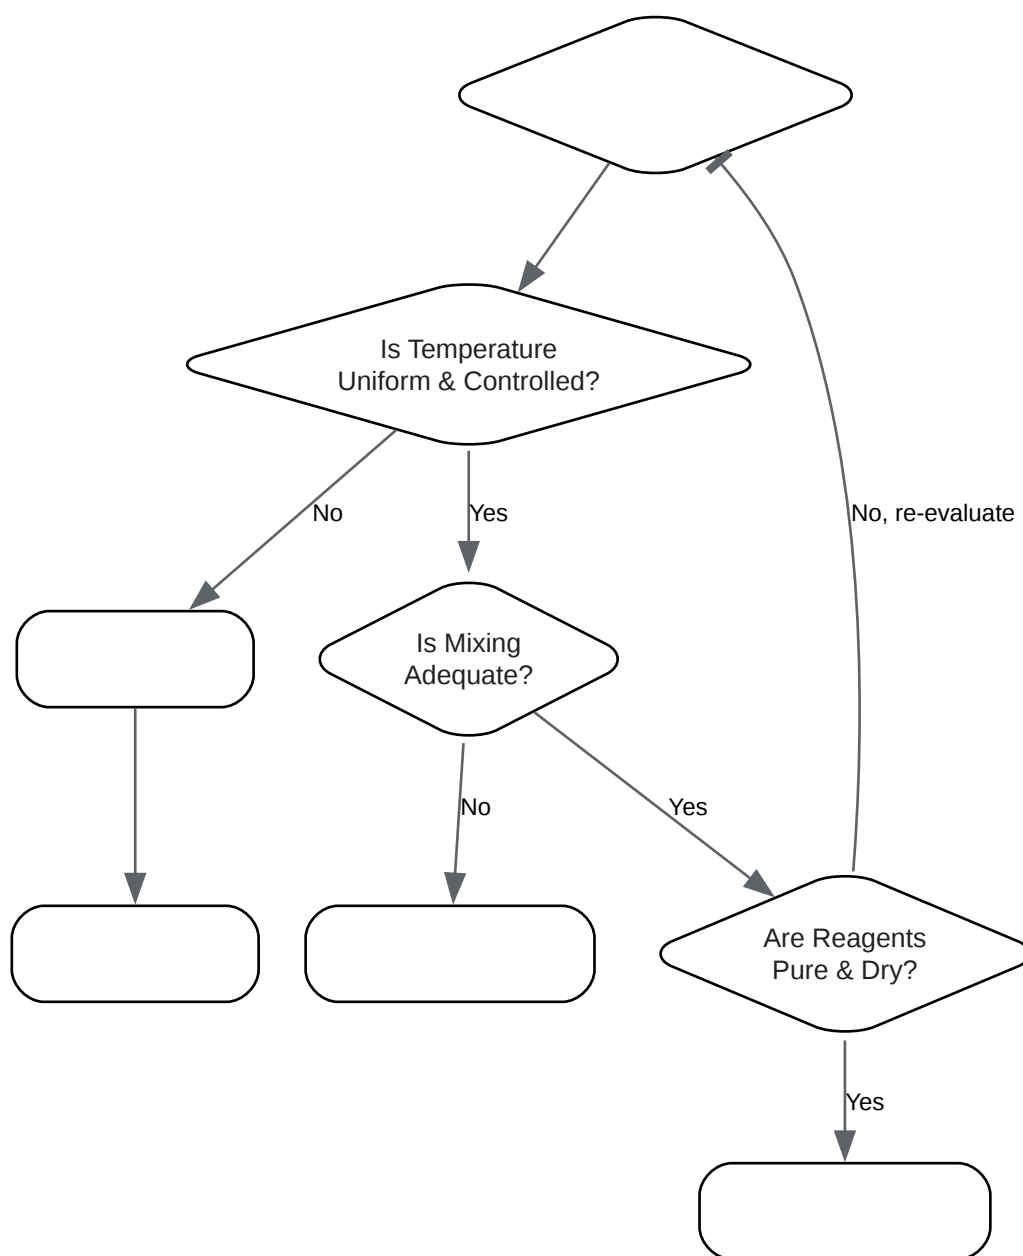 Is Temperature
Uniform & Controlled?
No
Yes
No, re-evaluate
Is Mixing
Adequate?
No
Yes
Are Reagents
Pure & Dry?
Yes